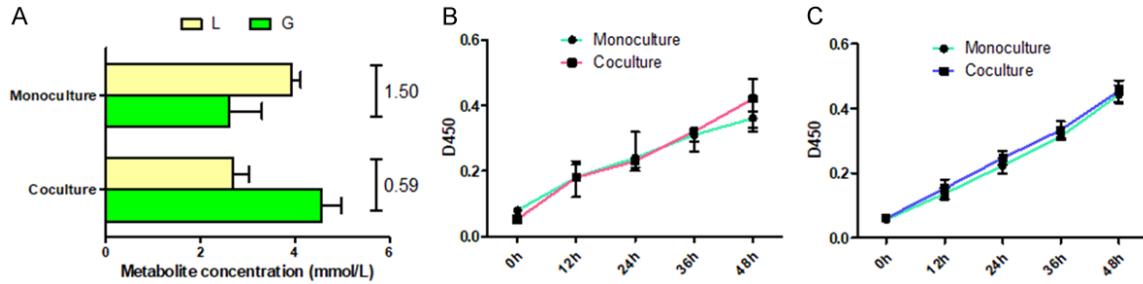 A
L
G
Monoculture
Coculture
1.50
0.59
0
2
4
6
Metabolite concentration (mmol/L)
B
Monoculture
Coculture
D450
0.6
0.4
0.2
0.0
0h
12h
24h
36h
48h
C
Monoculture
Coculture
D450
0.6
0.4
0.2
0.0
0h
12h
24h
36h
48h